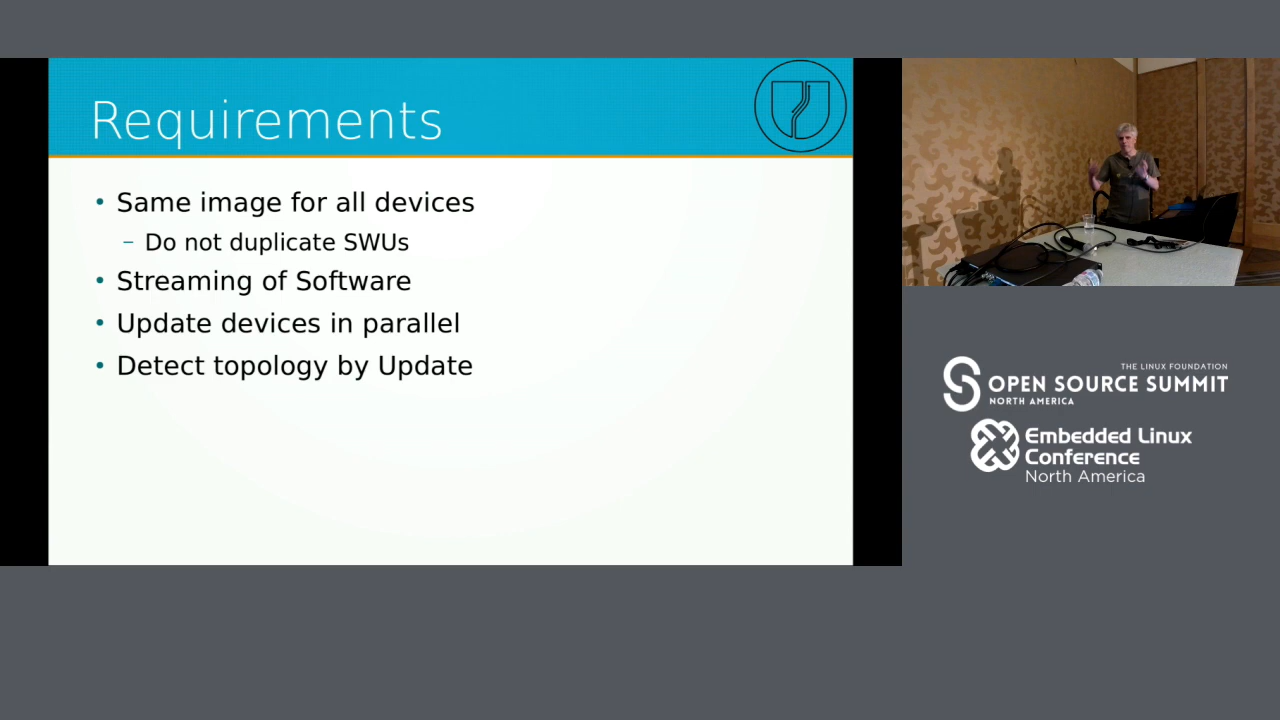 Requirements
• Same image for all devices
– Do not duplicate SWUs
• Streaming of Software
• Update devices in parallel
• Detect topology by Update
THE LINUX FOUNDATION
OPEN SOURCE SUMMIT
NORTH AMERICA
Embedded Linux
Conference
North America